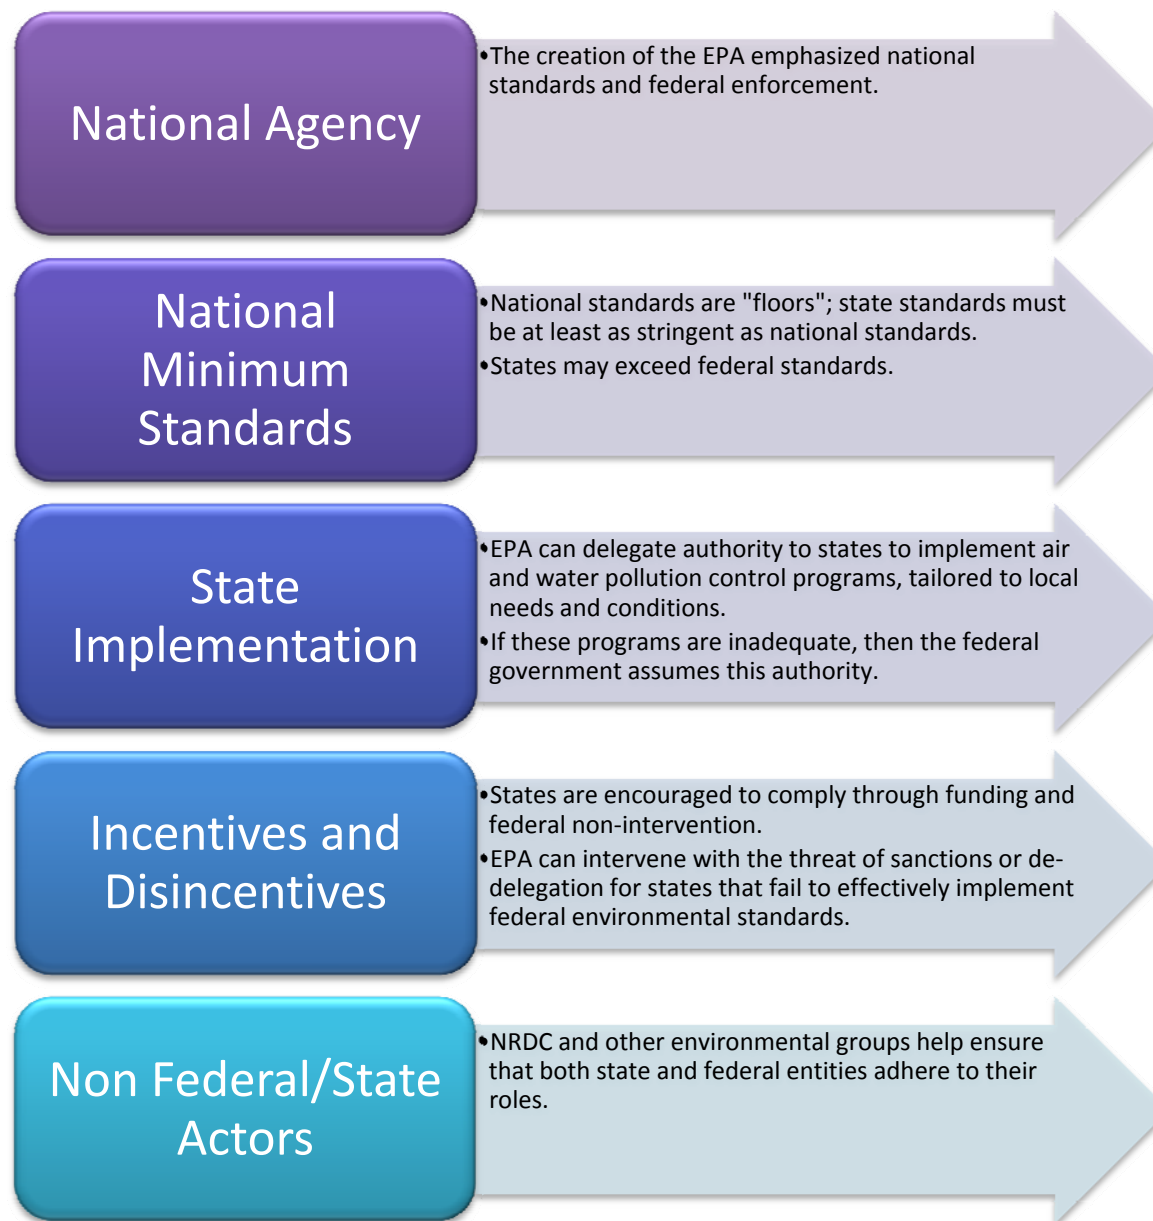 National Agency
•The creation of the EPA emphasized national
standards and federal enforcement.
National
Minimum
Standards
•National standards are "floors"; state standards must
be at least as stringent as national standards.
•States may exceed federal standards.
State
Implementation
•EPA can delegate authority to states to implement air
and water pollution control programs, tailored to local
needs and conditions.
•If these programs are inadequate, then the federal
government assumes this authority.
Incentives and
Disincentives
•States are encouraged to comply through funding and
federal non-intervention.
•EPA can intervene with the threat of sanctions or de-
delegation for states that fail to effectively implement
federal environmental standards.
Non Federal/State
Actors
•NRDC and other environmental groups help ensure
that both state and federal entities adhere to their
roles.